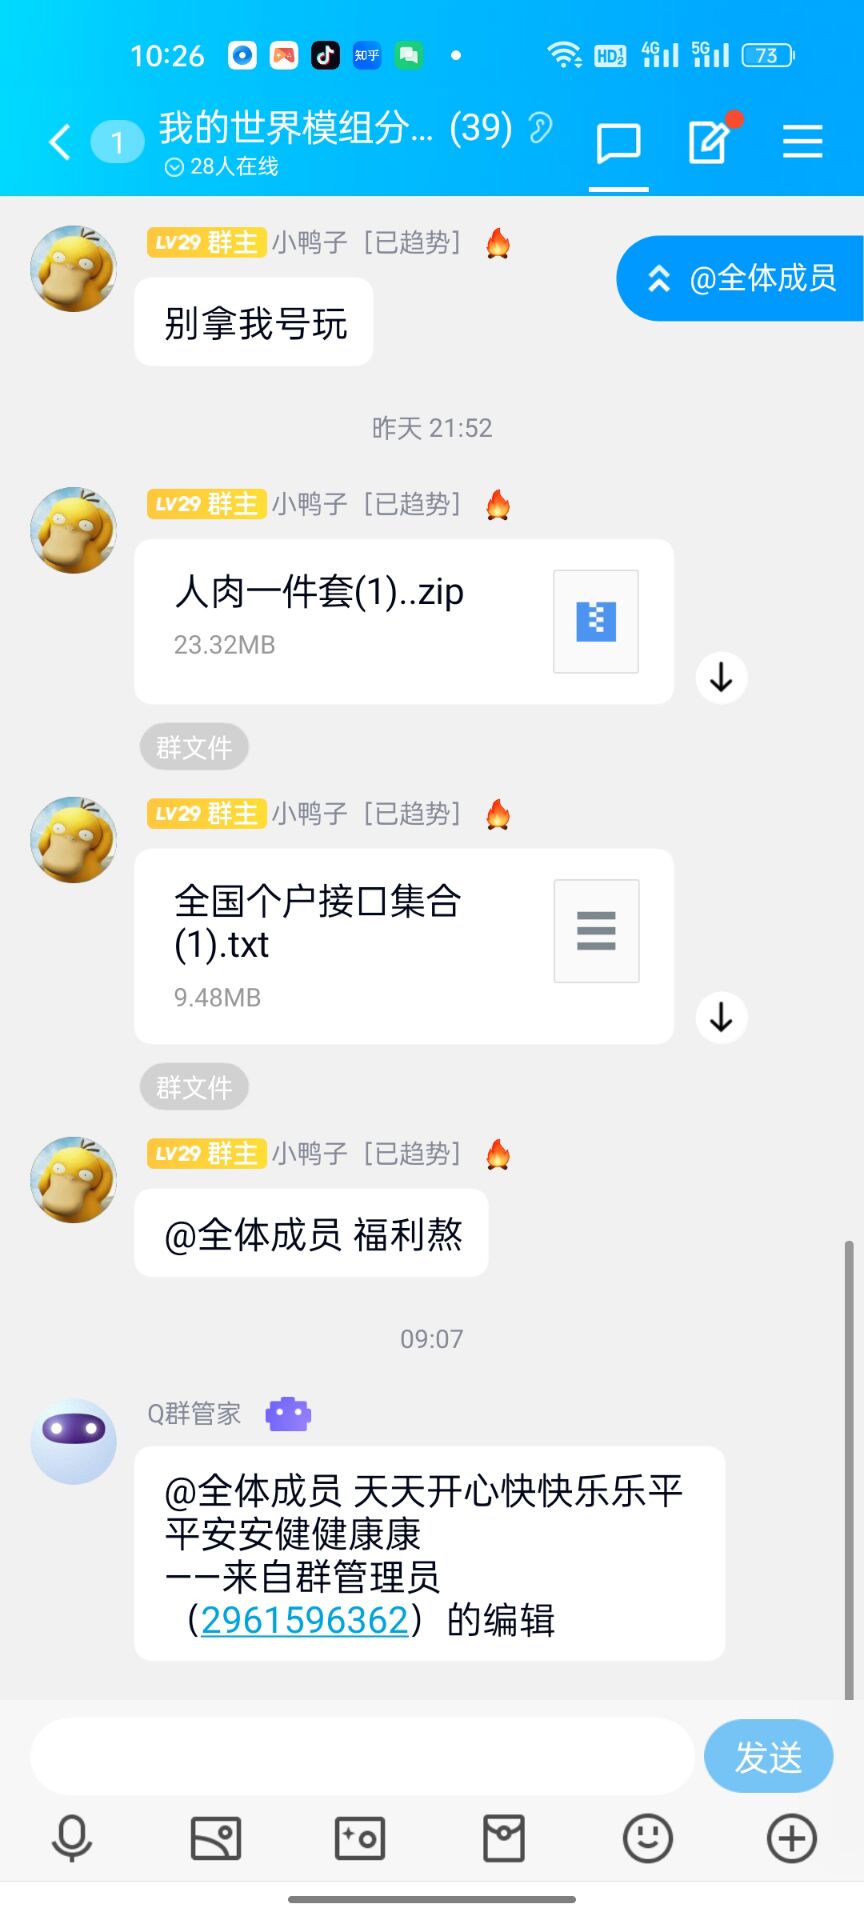 10:26 知乎 HD 4G 5G 73
1 我的世界模组分... (39)
28人在线
LV29 群主 小鸭子［已趋势］
@全体成员
别拿我号玩
昨天 21:52
LV29 群主 小鸭子［已趋势］
人肉一件套(1)..zip
23.32MB
群文件
LV29 群主 小鸭子［已趋势］
全国个户接口集合
(1).txt
9.48MB
群文件
LV29 群主 小鸭子［已趋势］
@全体成员 福利熬
09:07
Q群管家
@全体成员 天天开心快快乐乐平
平安安健健康康
——来自群管理员
（2961596362）的编辑
发送